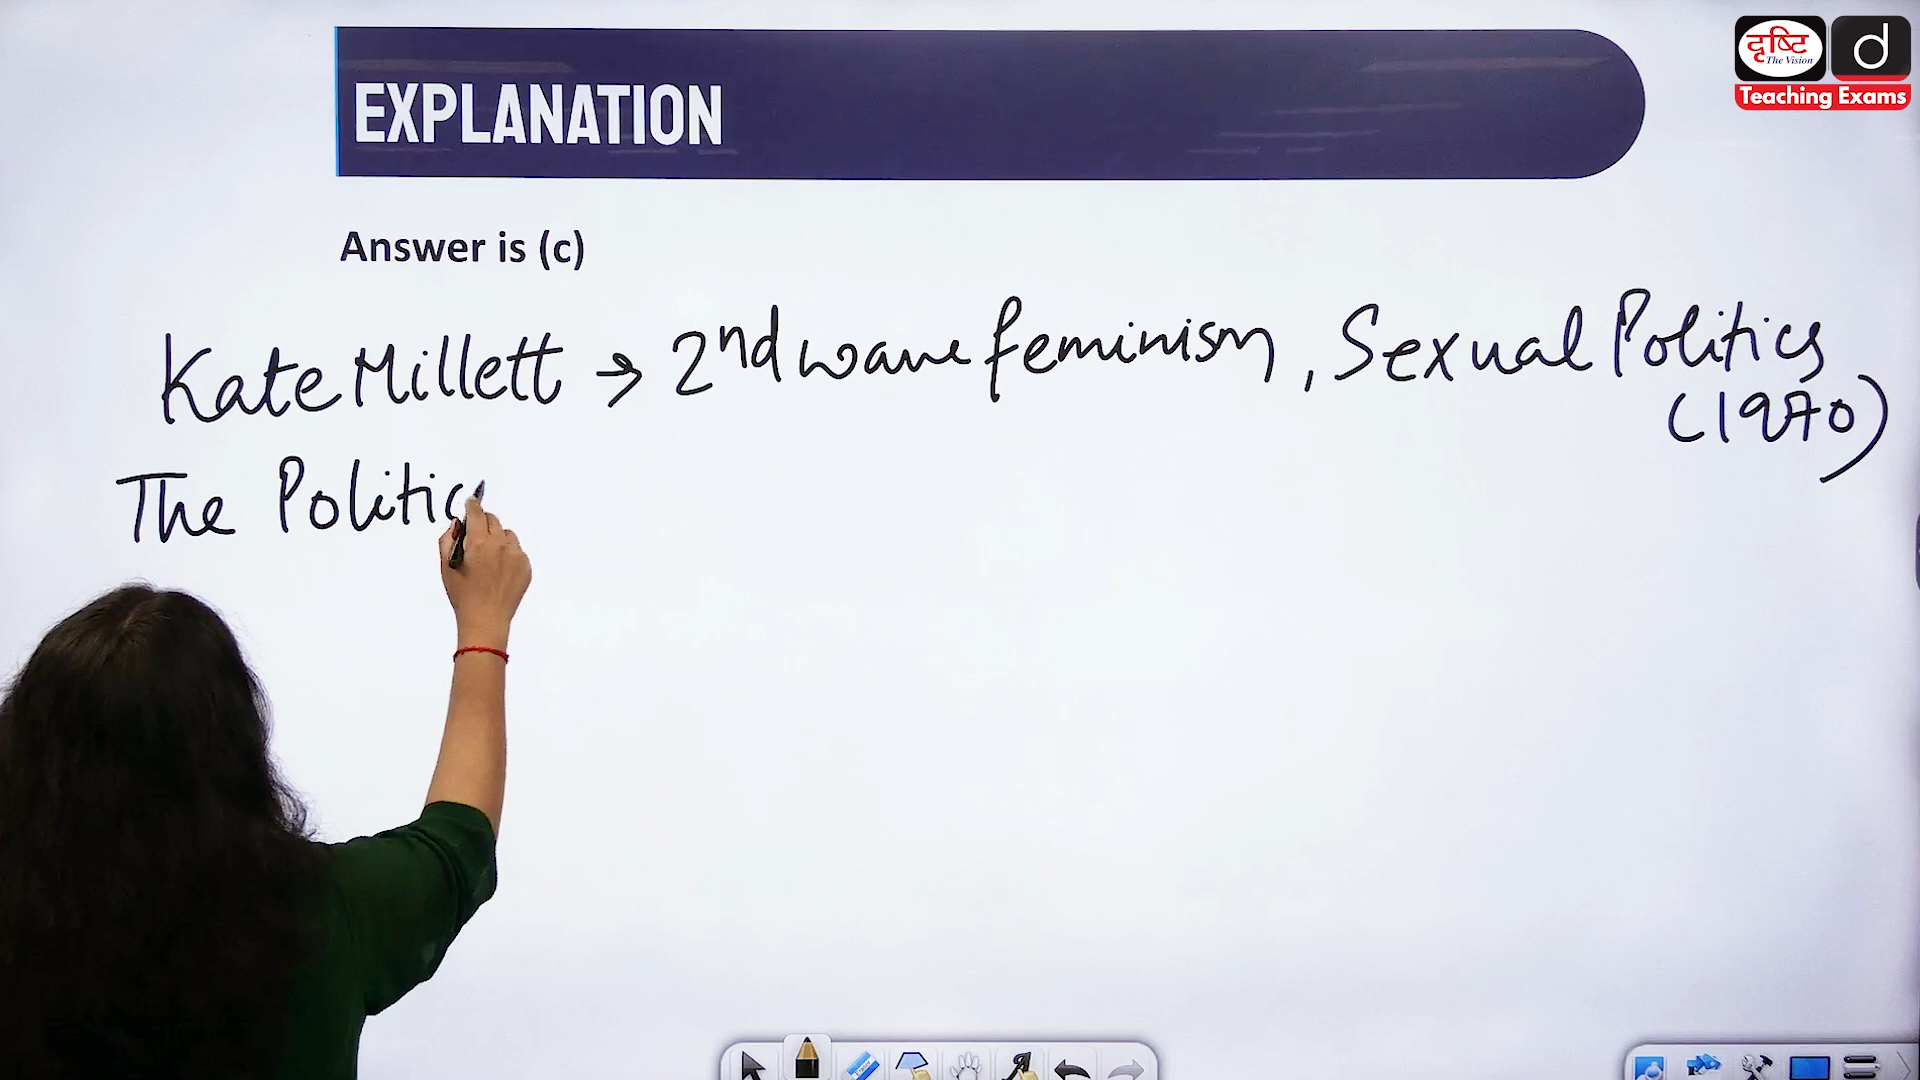 दृष्टि
The Vision
d
Teaching Exams
EXPLANATION
Answer is (c)
Kate Millett → 2nd wave feminism, Sexual Politics
(1970)
The Politic